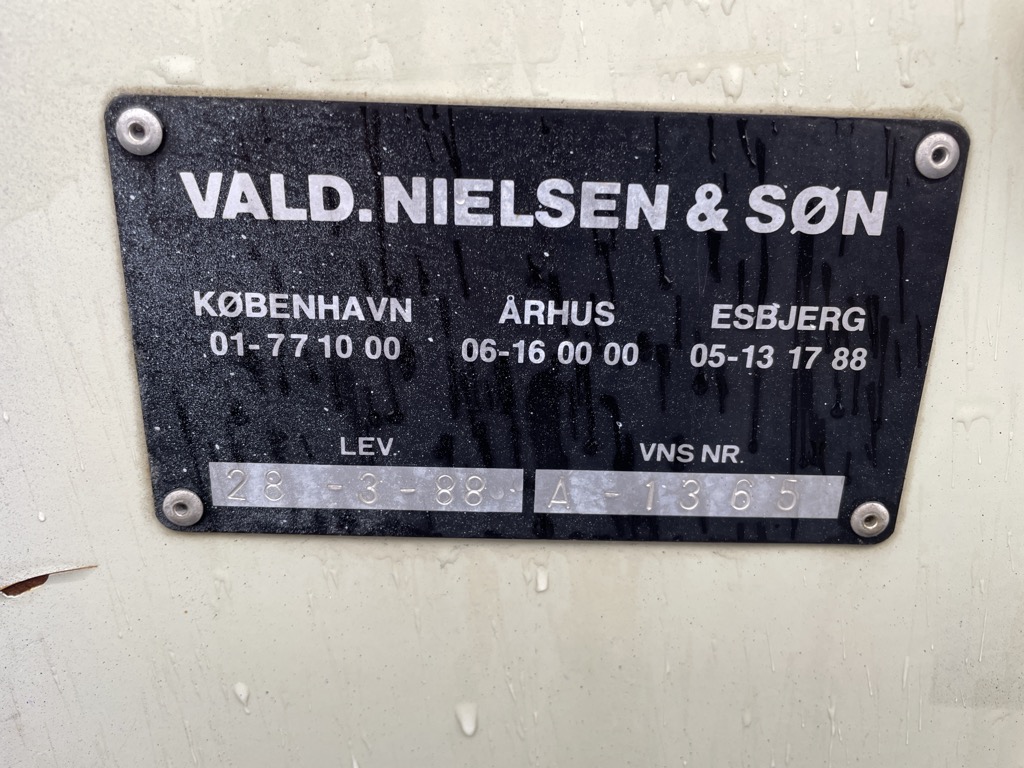 VALD. NIELSEN & SØN
KØBENHAVN ÅRHUS ESBJERG
01-77 10 00 06-16 00 00 05-13 17 88
LEV. VNS NR.
28-3-88 A-1365